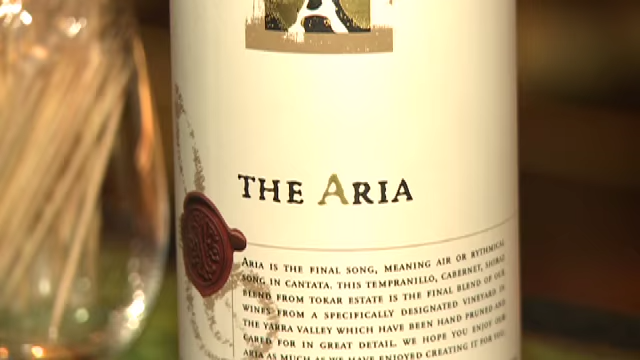 A
THE ARIA
ARIA IS THE FINAL SONG, MEANING AIR OR RYTHMICAL
SONG IN CANTATA. THIS TEMPRANILLO, CABERNET, SHIRAZ
BLEND FROM TOKAR ESTATE IS THE FINAL BLEND OF OUR
WINES FROM A SPECIFICALLY DESIGNATED VINEYARD IN
THE YARRA VALLEY WHICH HAVE BEEN HAND PRUNED AND
CARED FOR IN GREAT DETAIL. WE HOPE YOU ENJOY OUR
ARIA AS MUCH AS WE HAVE ENJOYED CREATING IT FOR YOU.